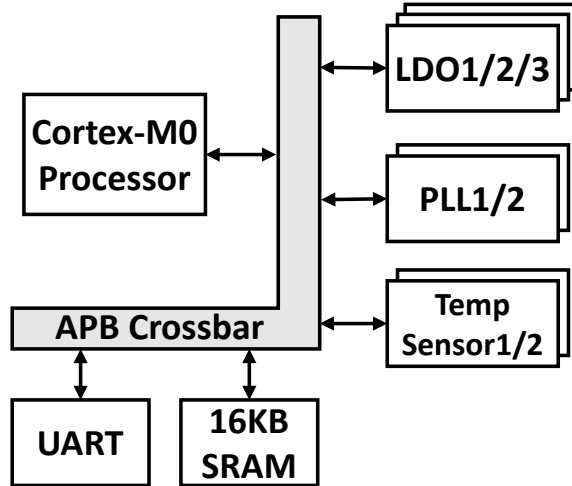 LDO1/2/3
Cortex-M0
Processor
PLL1/2
Temp
Sensor1/2
APB Crossbar
UART
16KB
SRAM